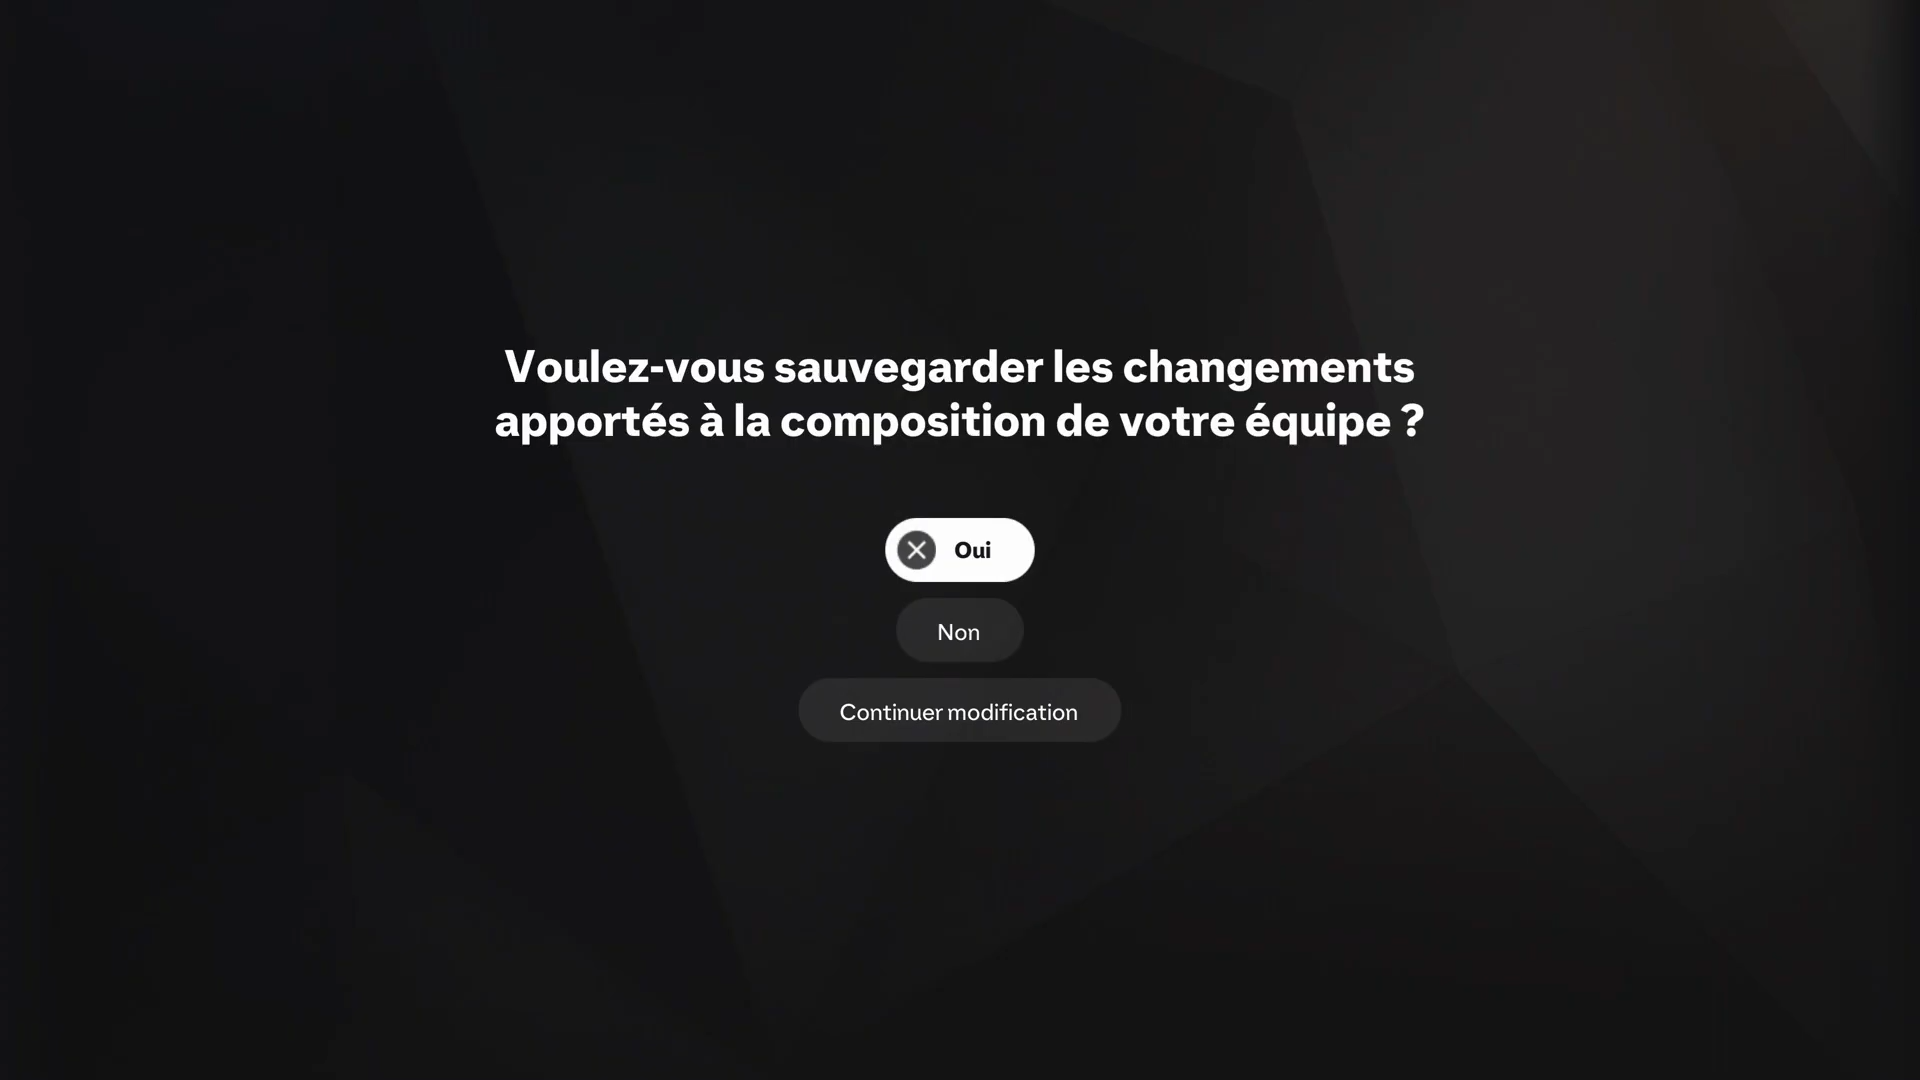 Voulez-vous sauvegarder les changements
apportés à la composition de votre équipe ?
Oui
Non
Continuer modification